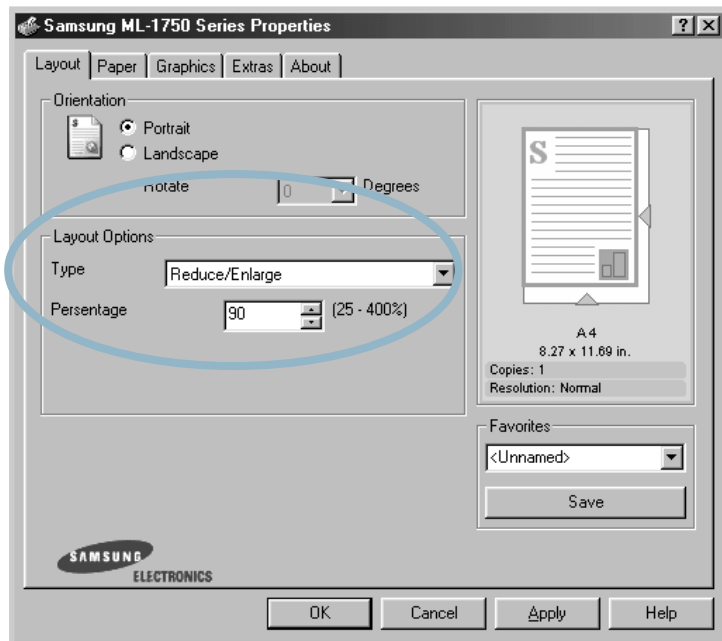 Samsung ML-1750 Series Properties
Layout Paper Graphics Extras About
Orientation
S
Portrait
Landscape
Rotate 0 Degrees
Layout Options
Type Reduce/Enlarge
Persentage 90 (25 - 400%)
S
A4
8.27 x 11.69 in.
Copies: 1
Resolution: Normal
Favorites
<Unnamed>
Save
SAMSUNG
ELECTRONICS
OK Cancel Apply Help